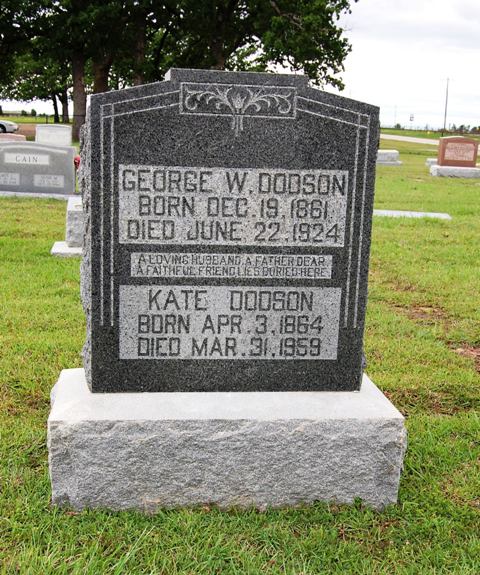 CAIN
GEORGE W. DODSON
BORN DEC. 19, 1861
DIED JUNE 22, 1924
A LOVING HUSBAND, A FATHER DEAR
A FAITHFUL FRIEND LIES BURIED HERE
KATE DODSON
BORN APR. 3, 1864
DIED MAR. 31, 1959